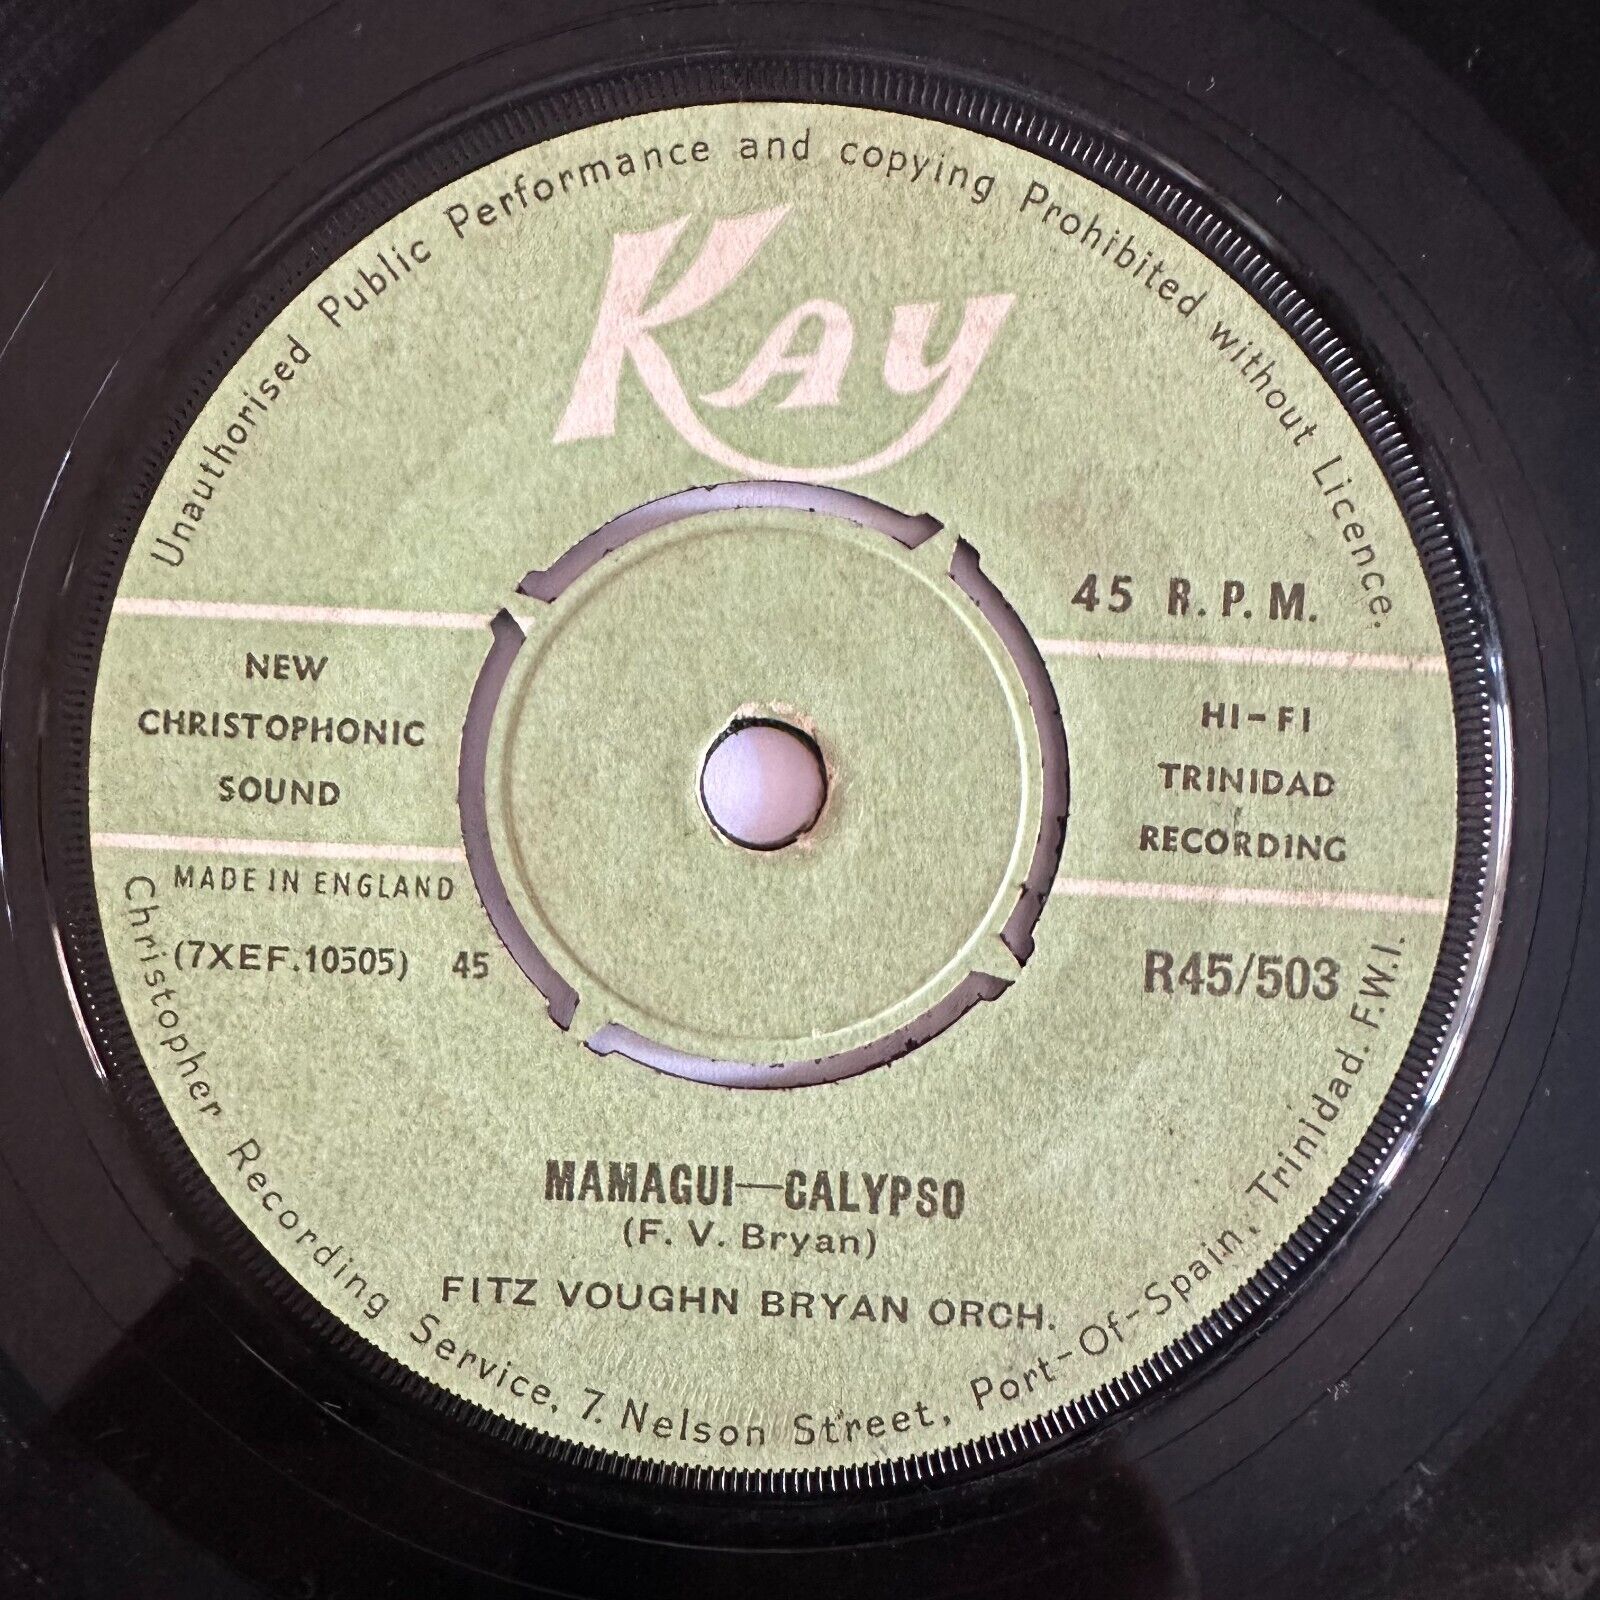 Unauthorised Public Performance and copying Prohibited without Licence.
Kay
45 R.P.M.
NEW
CHRISTOPHONIC
SOUND
HI-FI
TRINIDAD
RECORDING
MADE IN ENGLAND
(7XEF.10505) 45
R45/503
MAMAGUI—CALYPSO
(F. V. Bryan)
FITZ VOUGHN BRYAN ORCH.
Christopher Recording Service, 7. Nelson Street, Port-Of-Spain, Trinidad. F.W.I.